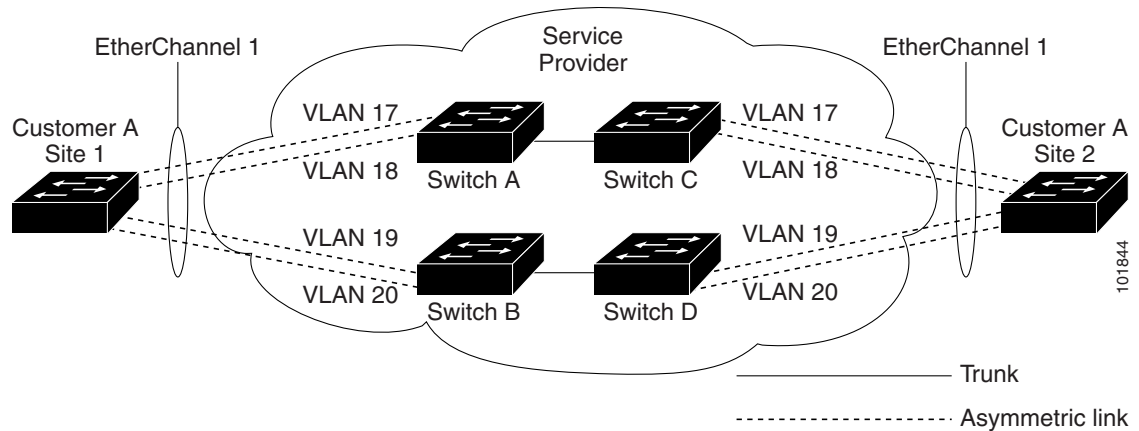 EtherChannel 1
Service
Provider
EtherChannel 1
Customer A
Site 1
VLAN 17
VLAN 18
Switch A
Switch C
VLAN 17
VLAN 18
Customer A
Site 2
VLAN 19
VLAN 20
Switch B
Switch D
VLAN 19
VLAN 20
101844
Trunk
Asymmetric link